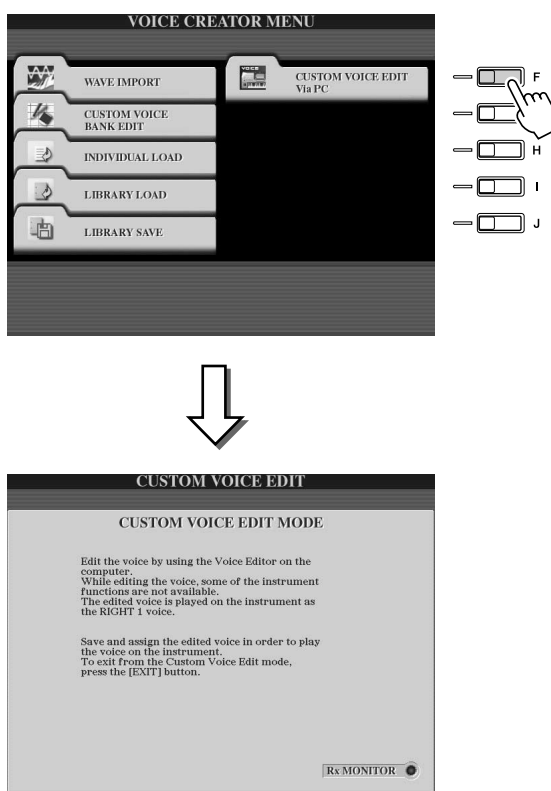 VOICE CREATOR MENU
WAVE IMPORT
CUSTOM VOICE
BANK EDIT
INDIVIDUAL LOAD
LIBRARY LOAD
LIBRARY SAVE
VOICE
CUSTOM VOICE EDIT
Via PC
F
H
I
J
CUSTOM VOICE EDIT
CUSTOM VOICE EDIT MODE
Edit the voice by using the Voice Editor on the
computer.
While editing the voice, some of the instrument
functions are not available.
The edited voice is played on the instrument as
the RIGHT 1 voice.
Save and assign the edited voice in order to play
the voice on the instrument.
To exit from the Custom Voice Edit mode,
press the [EXIT] button.
Rx MONITOR